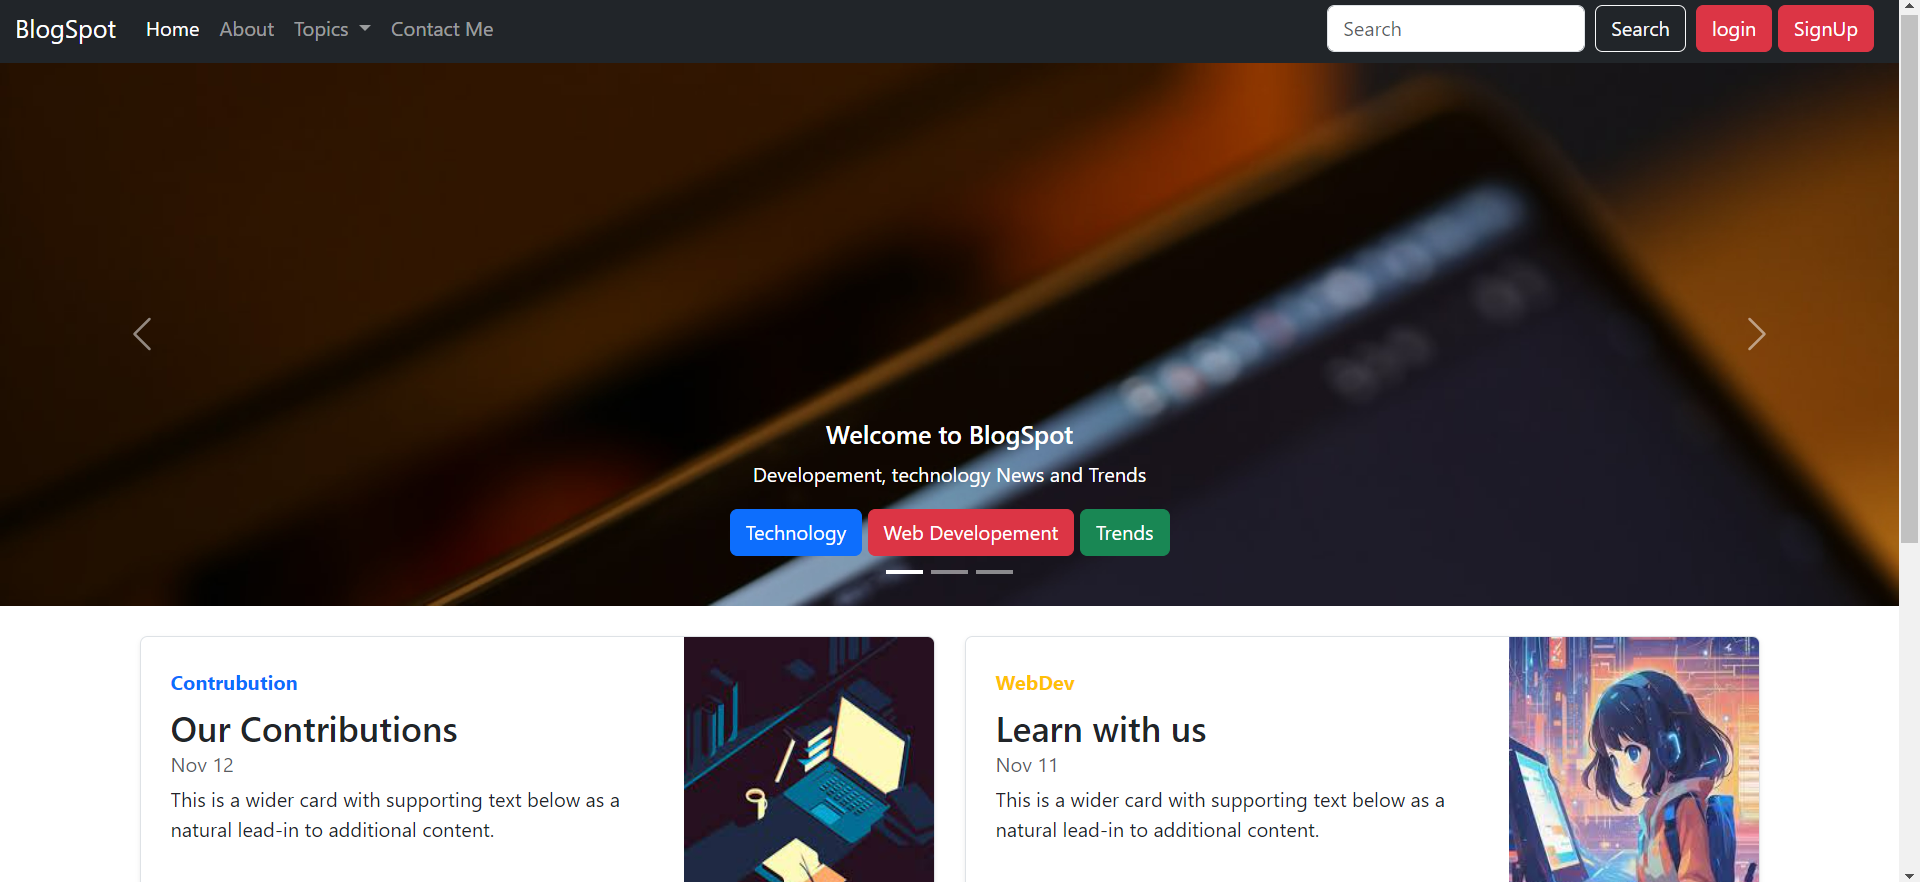 BlogSpot Home About Topics Contact Me Search Search login SignUp
Welcome to BlogSpot
Developement, technology News and Trends
Technology Web Developement Trends
Contrubution
Our Contributions
Nov 12
This is a wider card with supporting text below as a
natural lead-in to additional content.
WebDev
Learn with us
Nov 11
This is a wider card with supporting text below as a
natural lead-in to additional content.